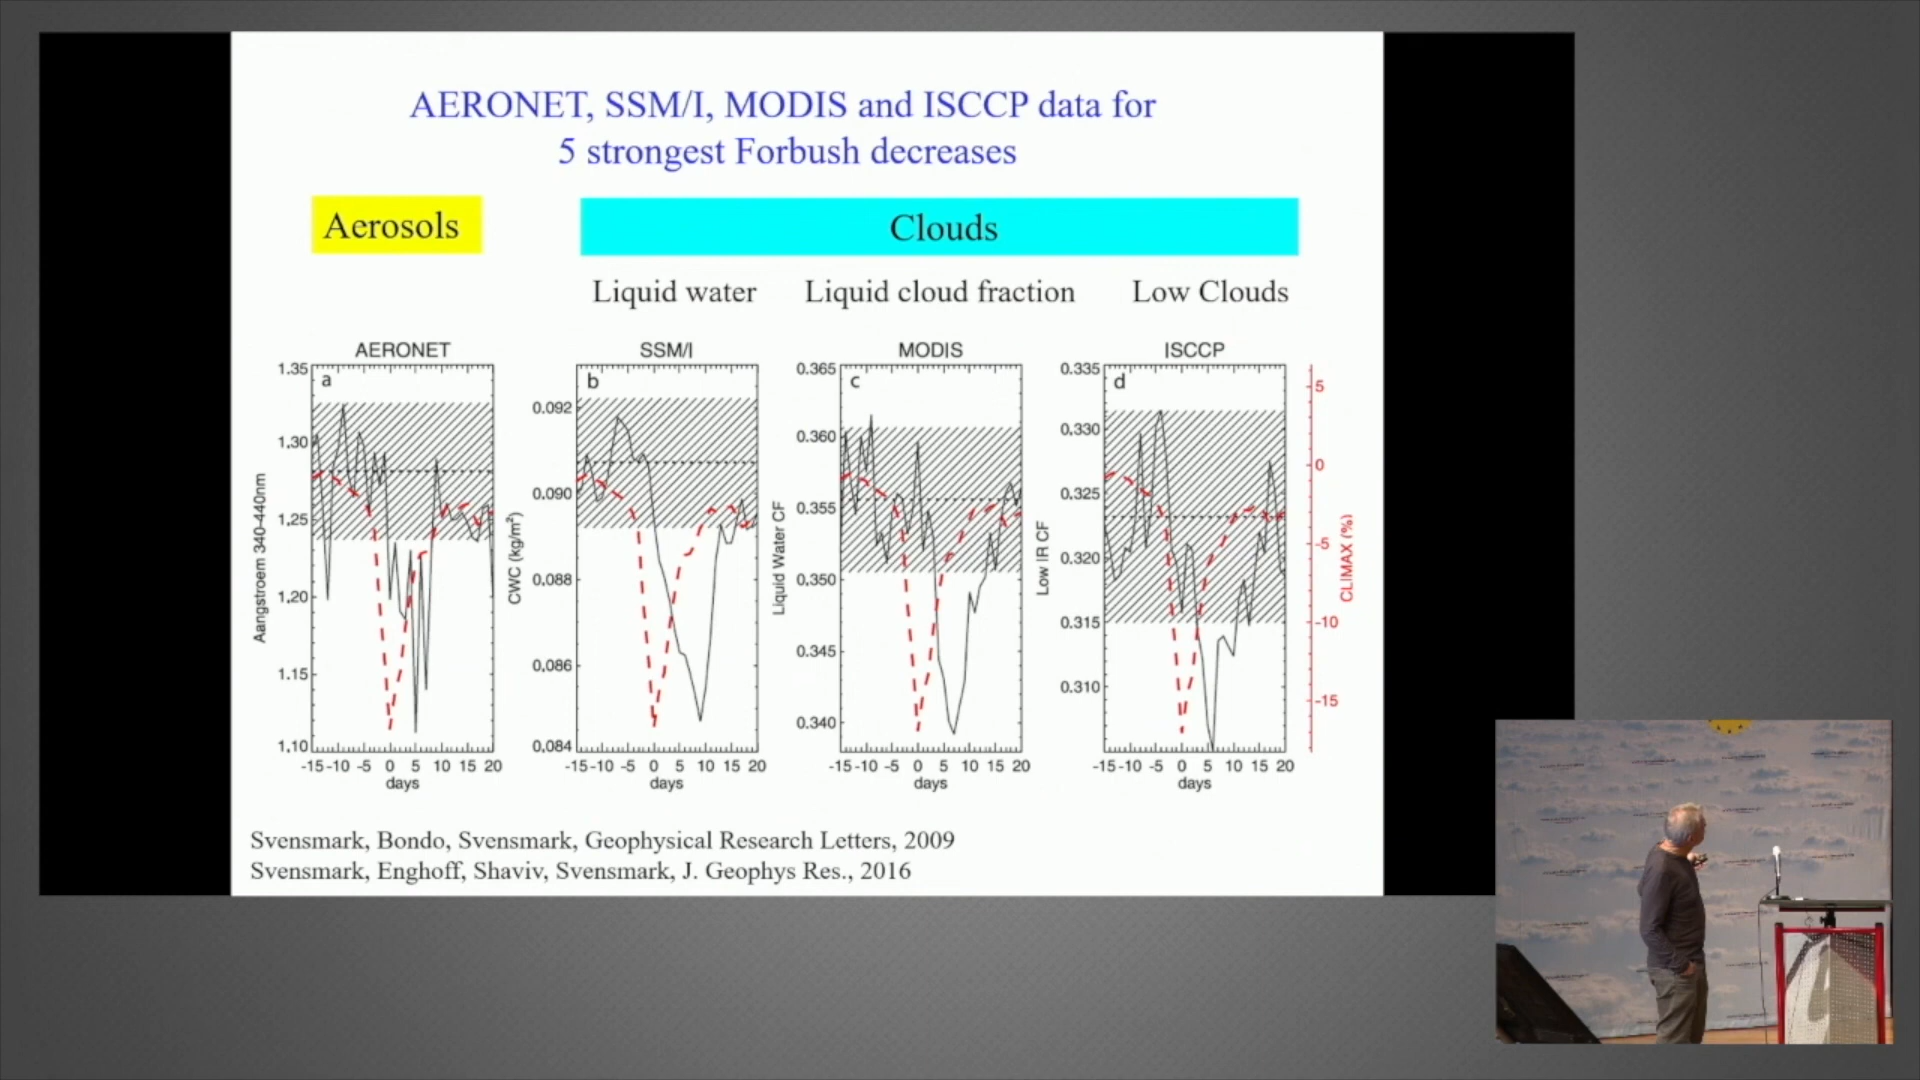 AERONET, SSM/I, MODIS and ISCCP data for
5 strongest Forbush decreases
Aerosols
Clouds
Liquid water
Liquid cloud fraction
Low Clouds
AERONET
a
1.35
1.30
1.25
1.20
1.15
1.10
Aangstroem 340-440nm
-15 -10 -5 0 5 10 15 20
days
SSM/I
b
0.092
0.090
0.088
0.086
0.084
CWC (kg/m²)
-15 -10 -5 0 5 10 15 20
days
MODIS
c
0.365
0.360
0.355
0.350
0.345
0.340
Liquid Water CF
-15 -10 -5 0 5 10 15 20
days
ISCCP
d
0.335
0.330
0.325
0.320
0.315
0.310
Low IR CF
-15 -10 -5 0 5 10 15 20
days
5
0
-5
-10
-15
CLIMAX (%)
Svensmark, Bondo, Svensmark, Geophysical Research Letters, 2009
Svensmark, Enghoff, Shaviv, Svensmark, J. Geophys Res., 2016